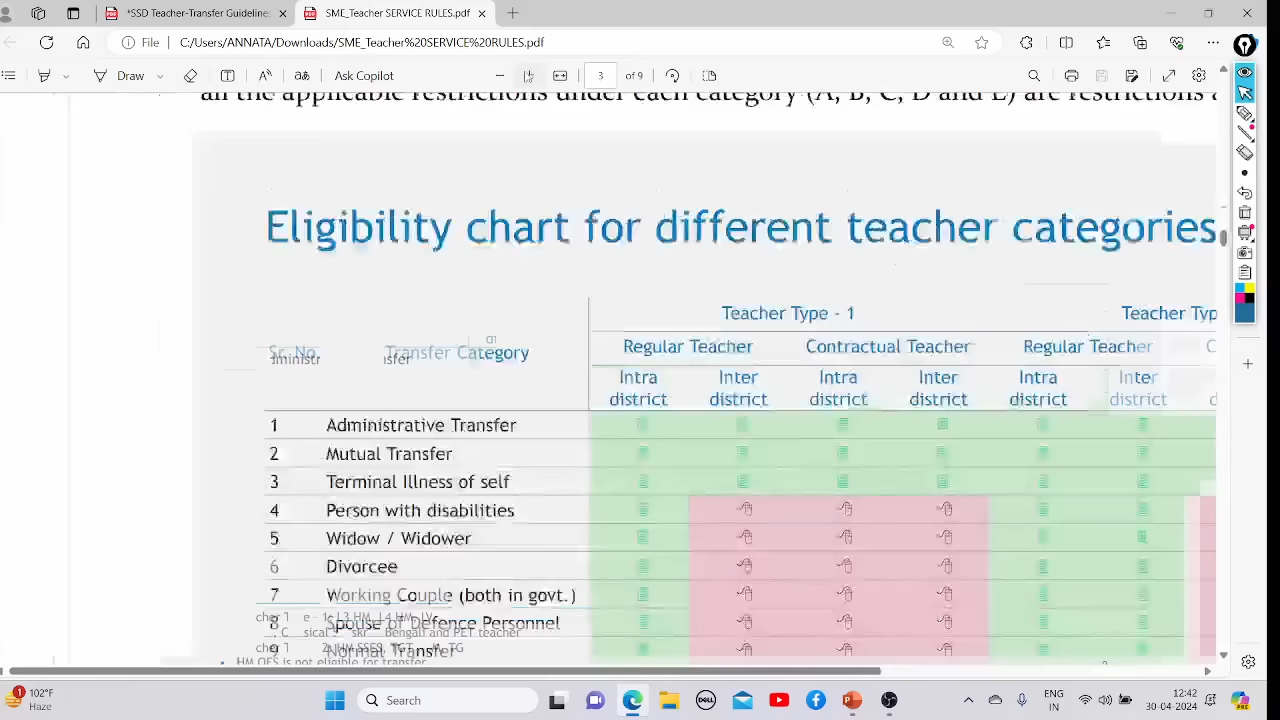 *SSD Teacher-Transfer Guideline
SME_Teacher SERVICE RULES.pdf
File
C:/Users/ANNATA/Downloads/SME_Teacher%20SERVICE%20RULES.pdf
Draw
Ask Copilot
3
of 9
all the applicable restrictions under each category (A, B, C, D and E) are restrictions a
Eligibility chart for different teacher categories
Teacher Type - 1
Teacher Typ
Sr. No.
Transfer Category
Regular Teacher
Contractual Teacher
Regular Teacher
Intra district
Inter district
Intra district
Inter district
Intra district
Inter district
1 Administrative Transfer
2 Mutual Transfer
3 Terminal Illness of self
4 Person with disabilities
5 Widow / Widower
6 Divorcee
7 Working Couple (both in govt.)
8 Spouse of Defence Personnel
9 Normal Transfer
HM OES is not eligible for transfer
102°F
Haze
Search
ENG
IN
12:42
30-04-2024